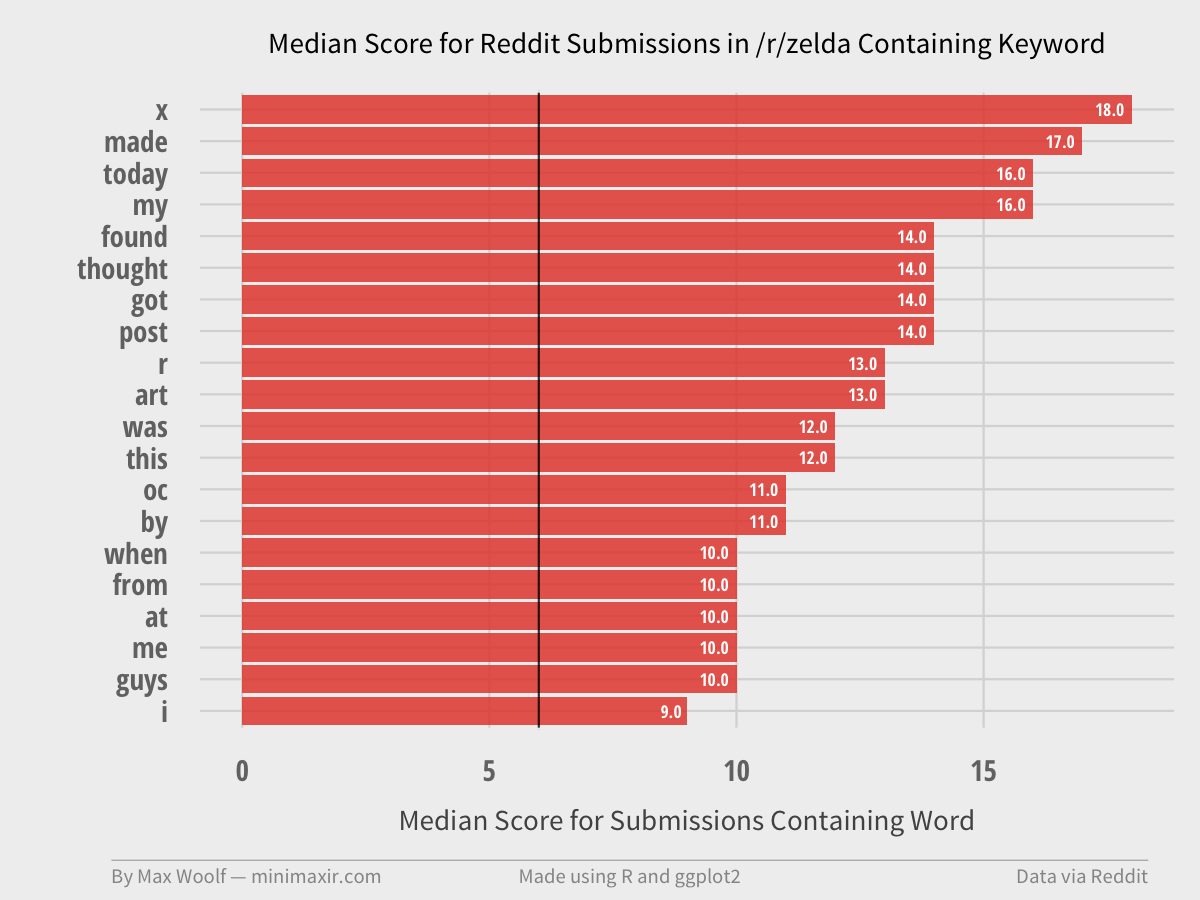 Median Score for Reddit Submissions in /r/zelda Containing Keyword
x 18.0
made 17.0
today 16.0
my 16.0
found 14.0
thought 14.0
got 14.0
post 14.0
r 13.0
art 13.0
was 12.0
this 12.0
oc 11.0
by 11.0
when 10.0
from 10.0
at 10.0
me 10.0
guys 10.0
i 9.0
0 5 10 15
Median Score for Submissions Containing Word
By Max Woolf — minimaxir.com Made using R and ggplot2 Data via Reddit